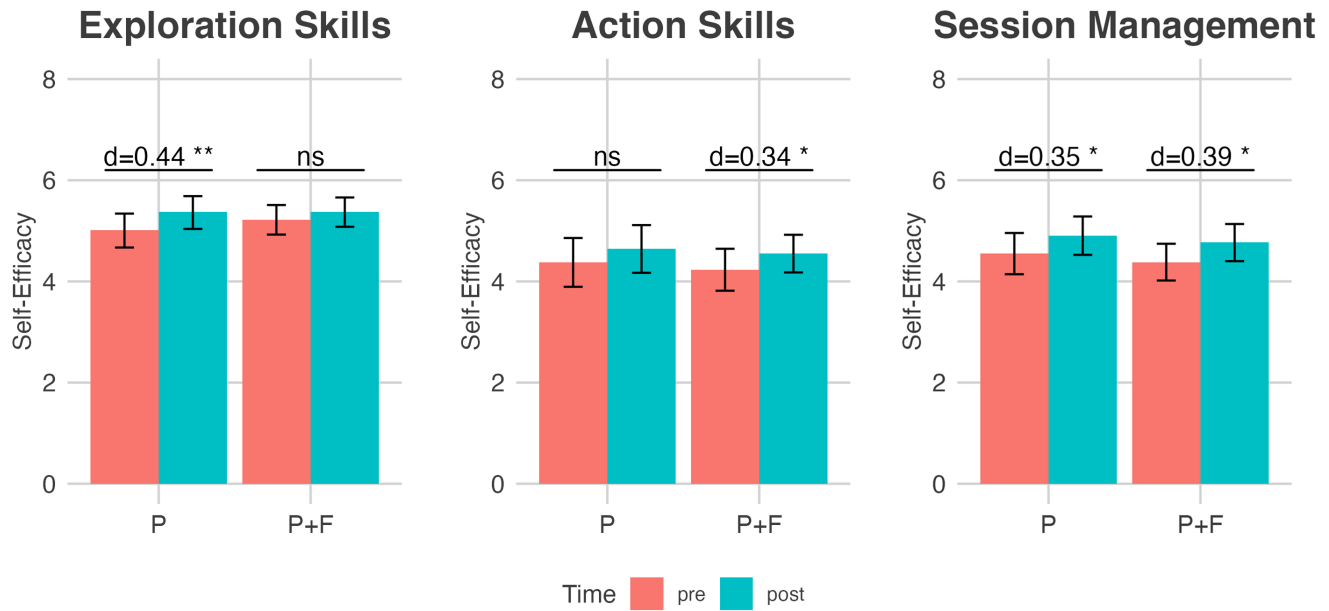 Exploration Skills
Self-Efficacy
8
6
4
2
0
d=0.44 **
ns
P
P+F
Action Skills
Self-Efficacy
8
6
4
2
0
ns
d=0.34 *
P
P+F
Session Management
Self-Efficacy
8
6
4
2
0
d=0.35 *
d=0.39 *
P
P+F
Time pre post